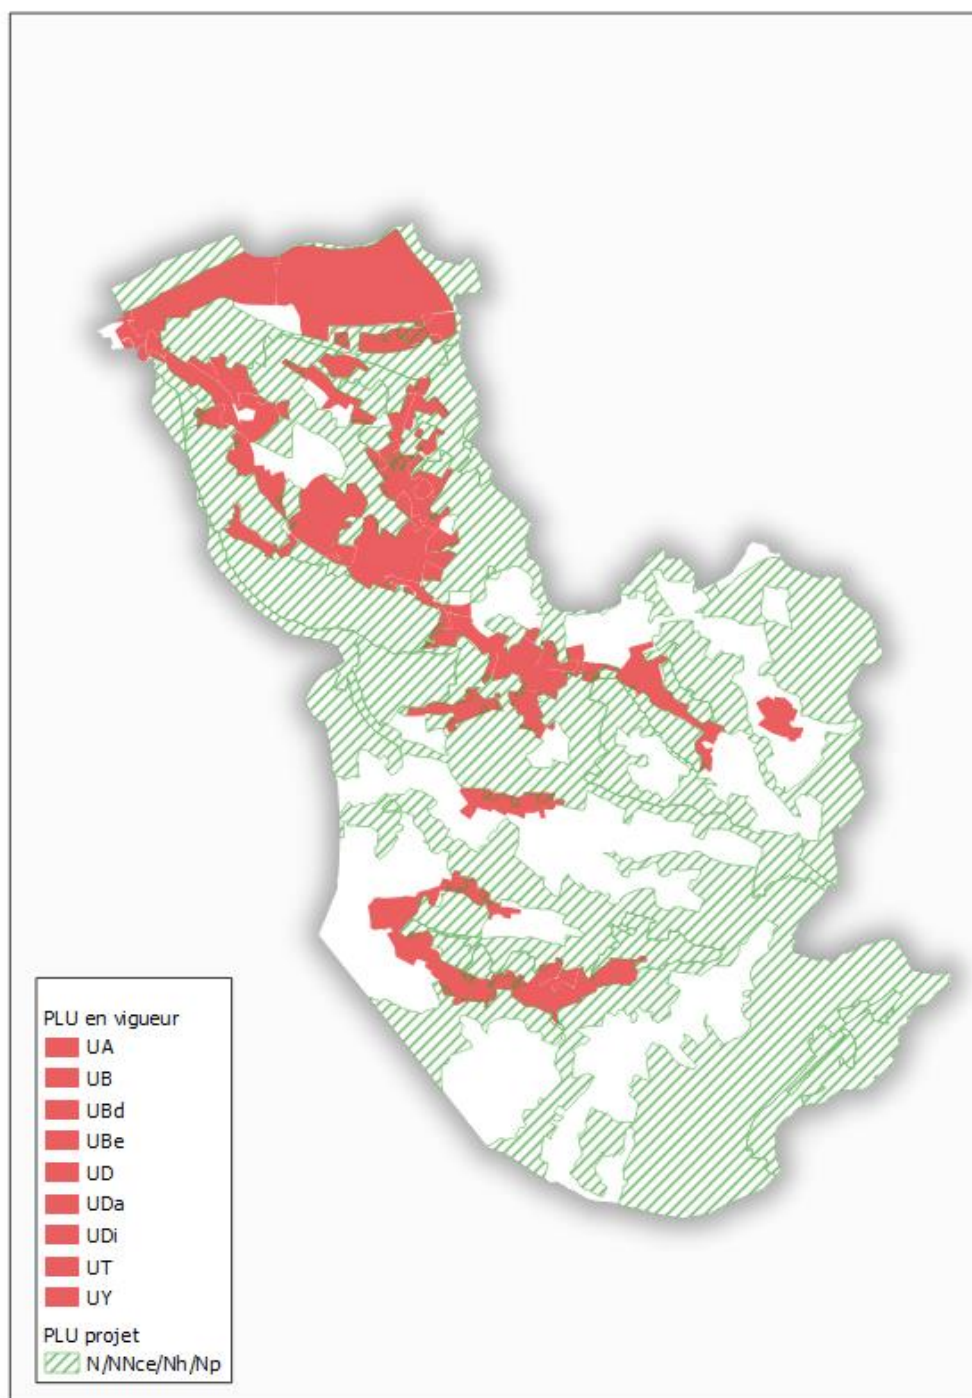 PLU en vigueur
UA
UB
UBd
UBe
UD
UDa
UDi
UT
UY
PLU projet
N/NNce/Nh/Np